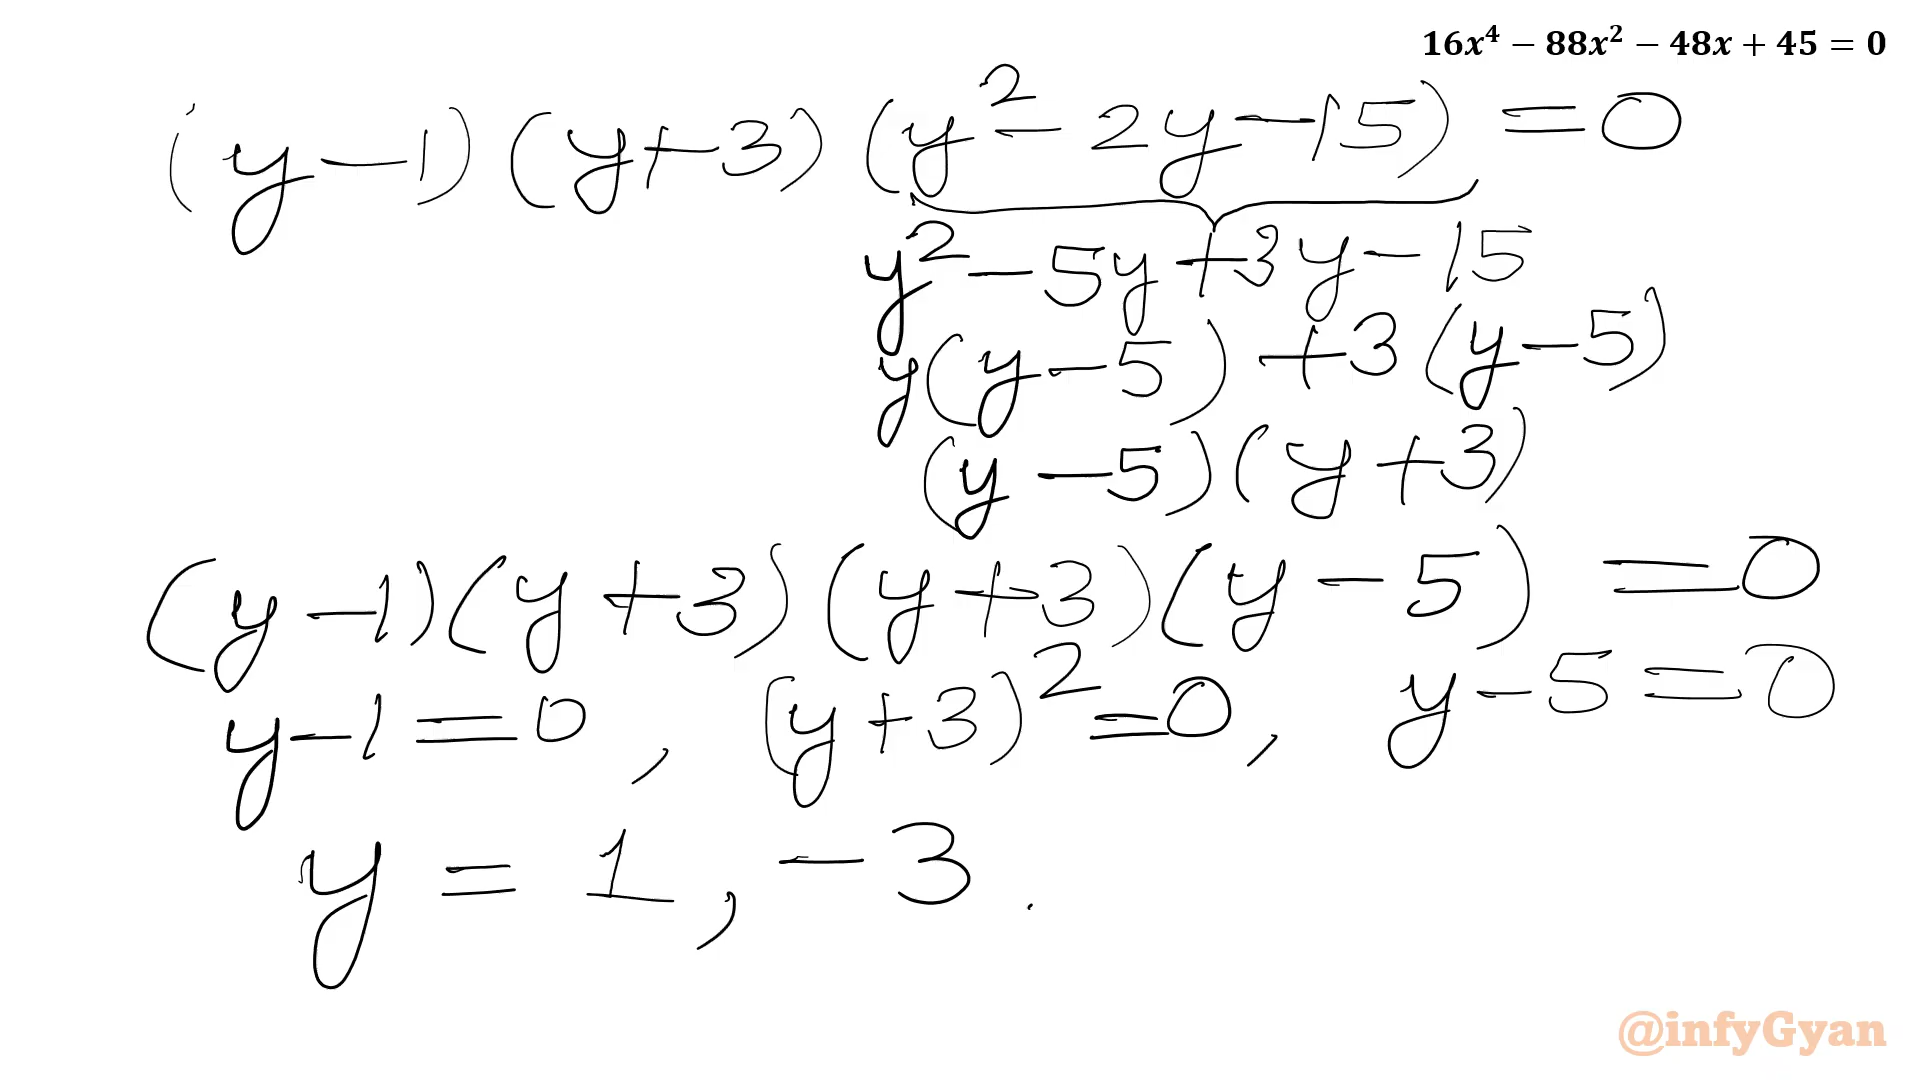 16x⁴ − 88x² − 48x + 45 = 0
(y − 1) (y + 3) (y² − 2y − 15) = 0
y² − 5y + 3y − 15
y(y − 5) + 3(y − 5)
(y − 5)(y + 3)
(y − 1)(y + 3)(y + 3)(y − 5) = 0
y − 1 = 0 , (y + 3)² = 0 , y − 5 = 0
y = 1 , − 3 .
@infyGyan